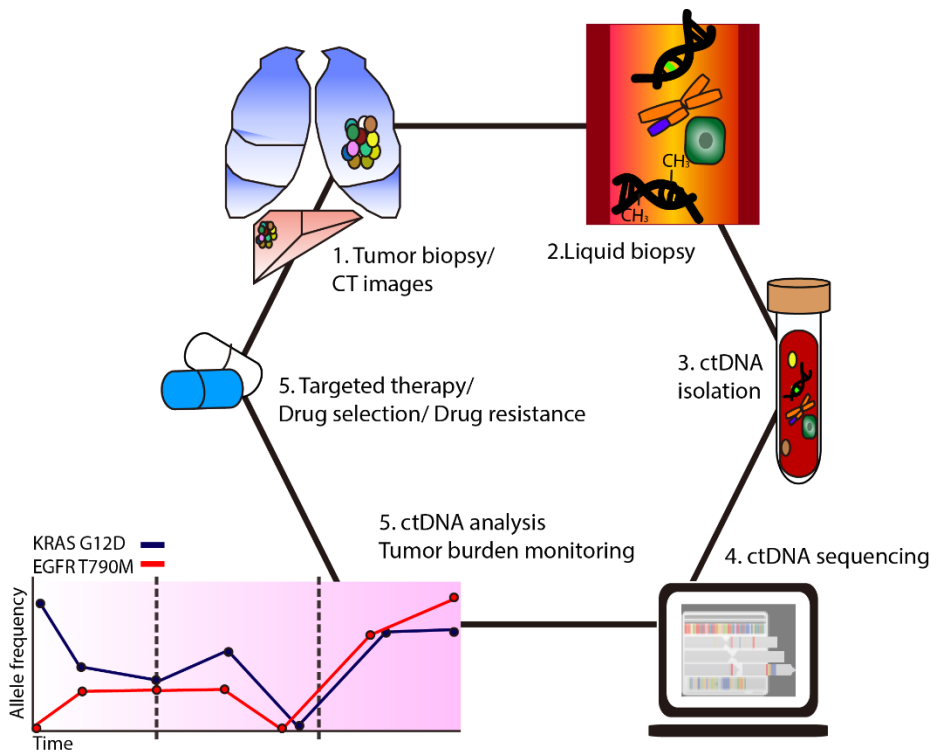 1. Tumor biopsy/
CT images
2.Liquid biopsy
CH₃
CH₃
3. ctDNA
isolation
4. ctDNA sequencing
5. ctDNA analysis
Tumor burden monitoring
5. Targeted therapy/
Drug selection/ Drug resistance
KRAS G12D
EGFR T790M
Allele frequency
Time